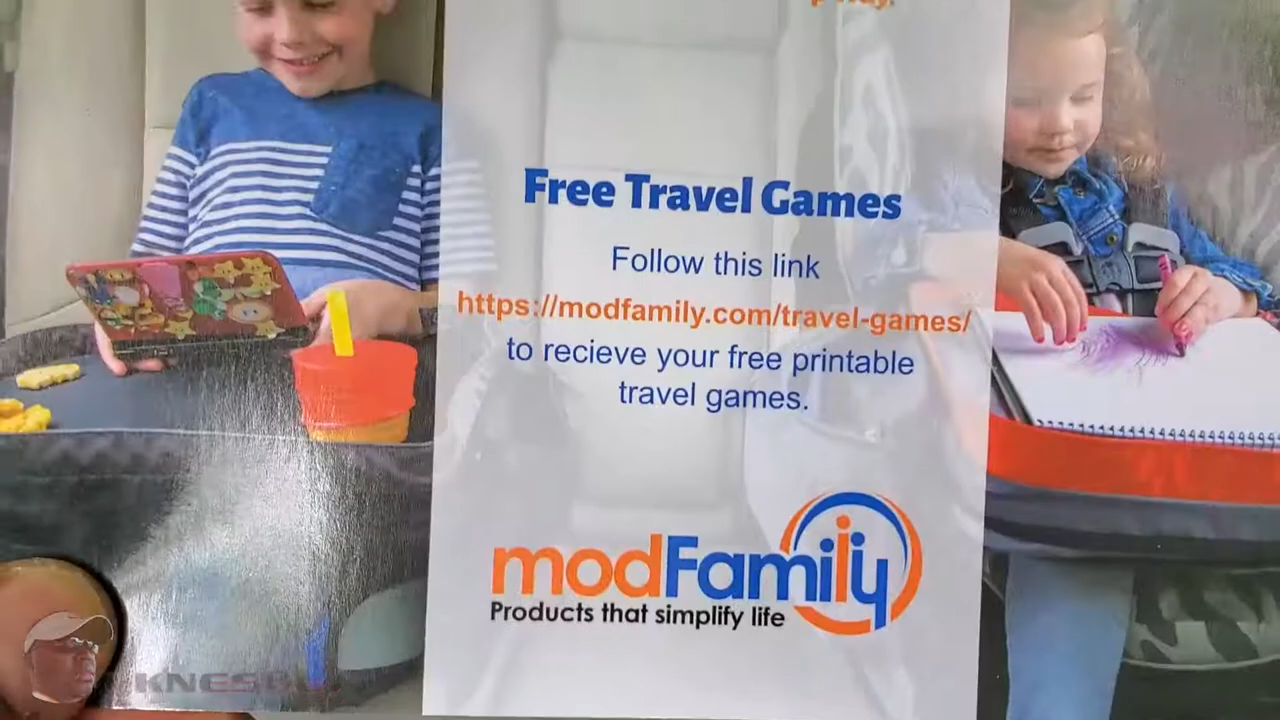 Free Travel Games
Follow this link
https://modfamily.com/travel-games/
to recieve your free printable
travel games.
modFamily
Products that simplify life